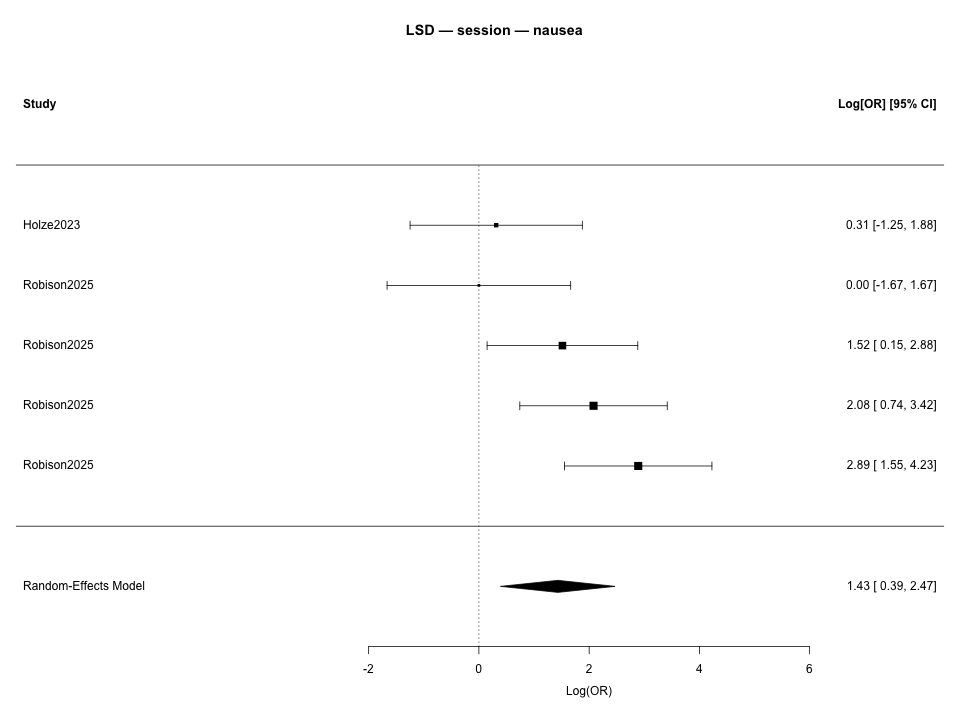 LSD — session — nausea
Study Log[OR] [95% CI]
Holze2023 0.31 [-1.25, 1.88]
Robison2025 0.00 [-1.67, 1.67]
Robison2025 1.52 [ 0.15, 2.88]
Robison2025 2.08 [ 0.74, 3.42]
Robison2025 2.89 [ 1.55, 4.23]
Random-Effects Model 1.43 [ 0.39, 2.47]
-2 0 2 4 6
Log(OR)